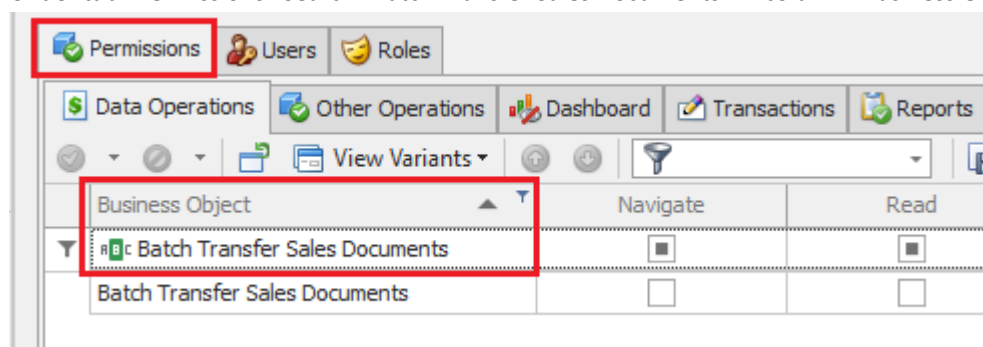 Permissions Users Roles
Data Operations Other Operations Dashboard Transactions Reports
View Variants
Business Object Navigate Read
ABC Batch Transfer Sales Documents
Batch Transfer Sales Documents